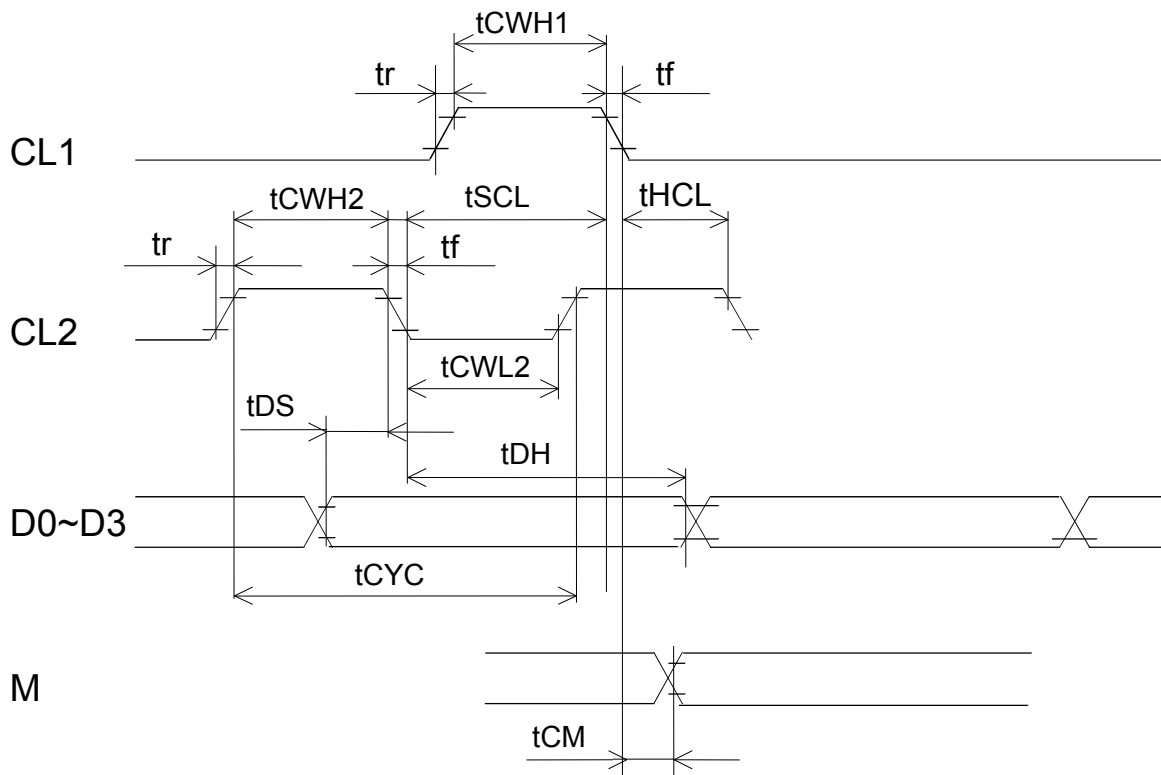 tCWH1
tr
tf
CL1
tCWH2
tSCL
tHCL
tr
tf
CL2
tCWL2
tDS
tDH
D0~D3
tCYC
M
tCM